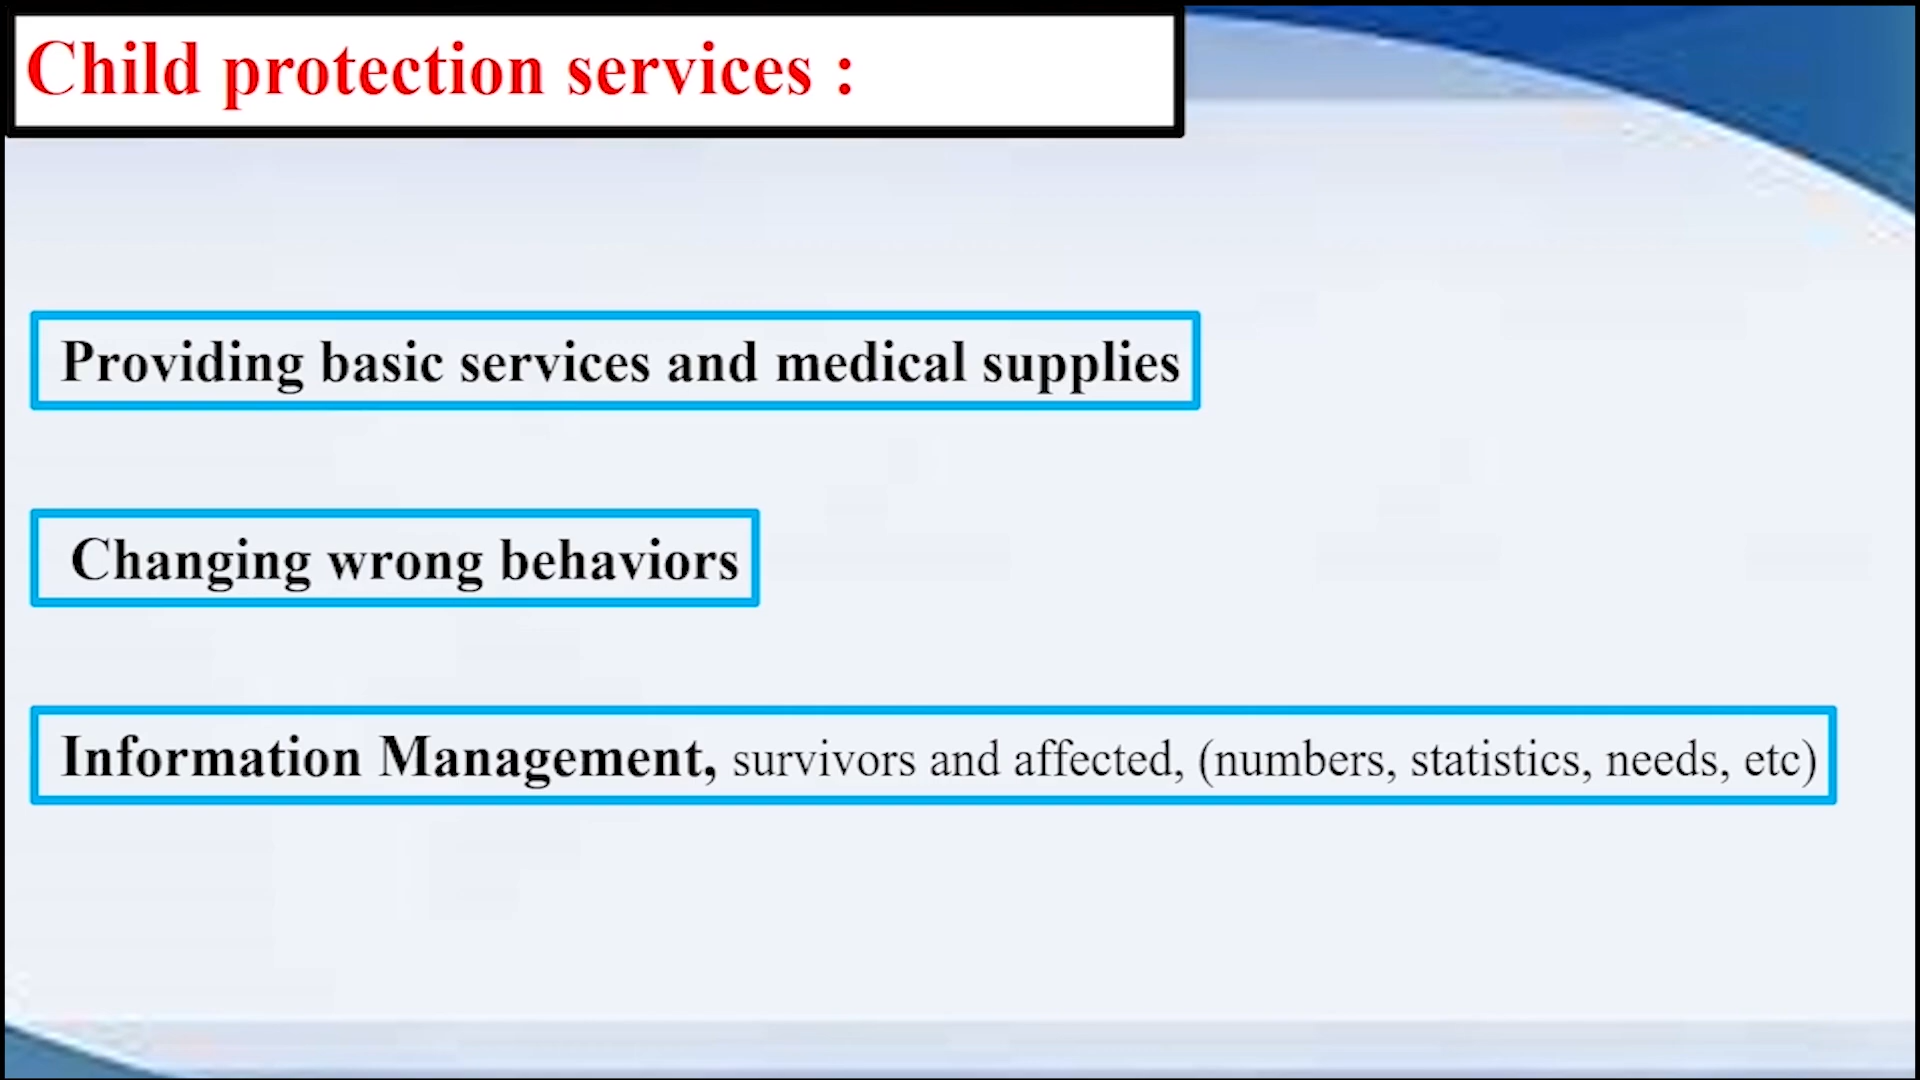 Child protection services :
Providing basic services and medical supplies
Changing wrong behaviors
Information Management, survivors and affected, (numbers, statistics, needs, etc)